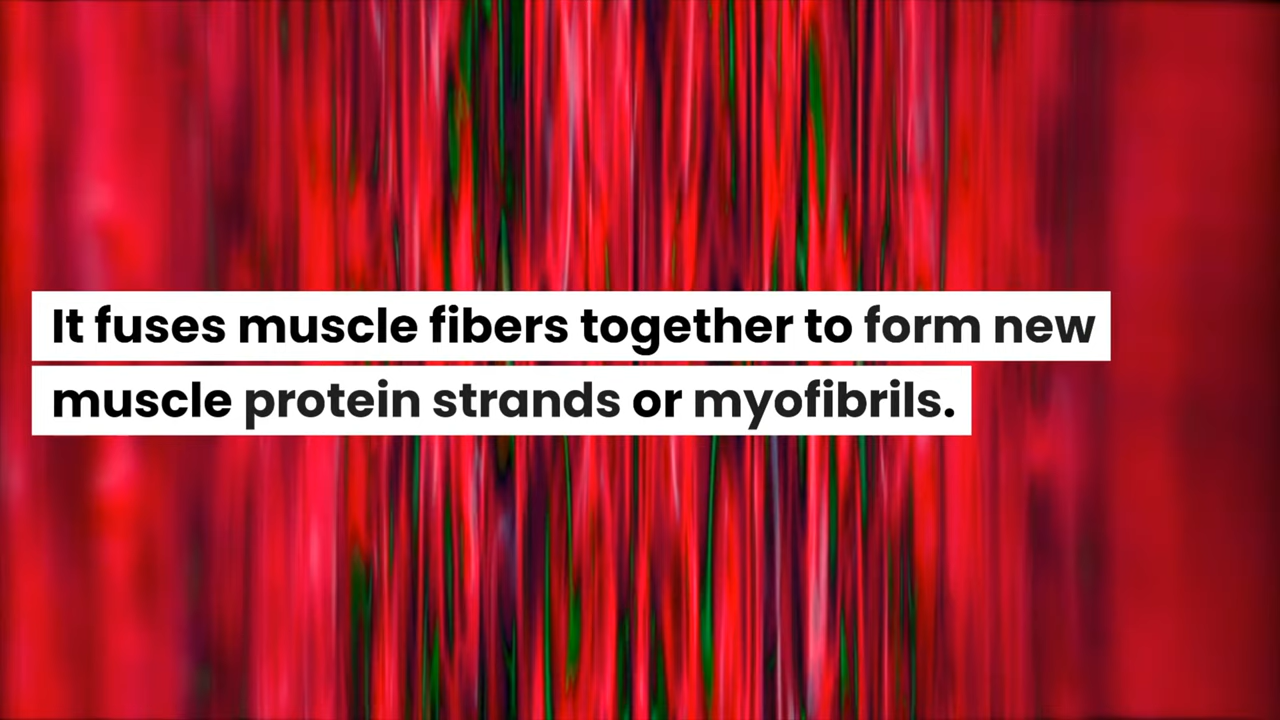 It fuses muscle fibers together to form new
muscle protein strands or myofibrils.